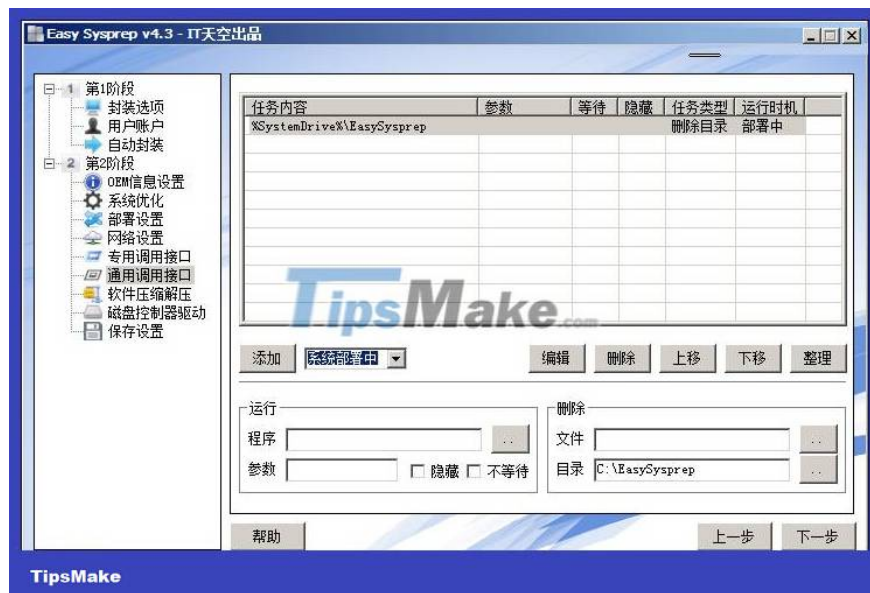 Easy Sysprep v4.3 - IT天空出品
1 第1阶段
封装选项
用户账户
自动封装
2 第2阶段
OEM信息设置
系统优化
部署设置
网络设置
专用调用接口
通用调用接口
软件压缩解压
磁盘控制器驱动
保存设置
任务内容 参数 等待 隐藏 任务类型 运行时机
%SystemDrive%\EasySysprep 删除目录 部署中
TipsMake.com
添加 系统部署中 编辑 删除 上移 下移 整理
运行 删除
程序 .. 文件 ..
参数 隐藏 不等待 目录 C:\EasySysprep ..
帮助 上一步 下一步
TipsMake